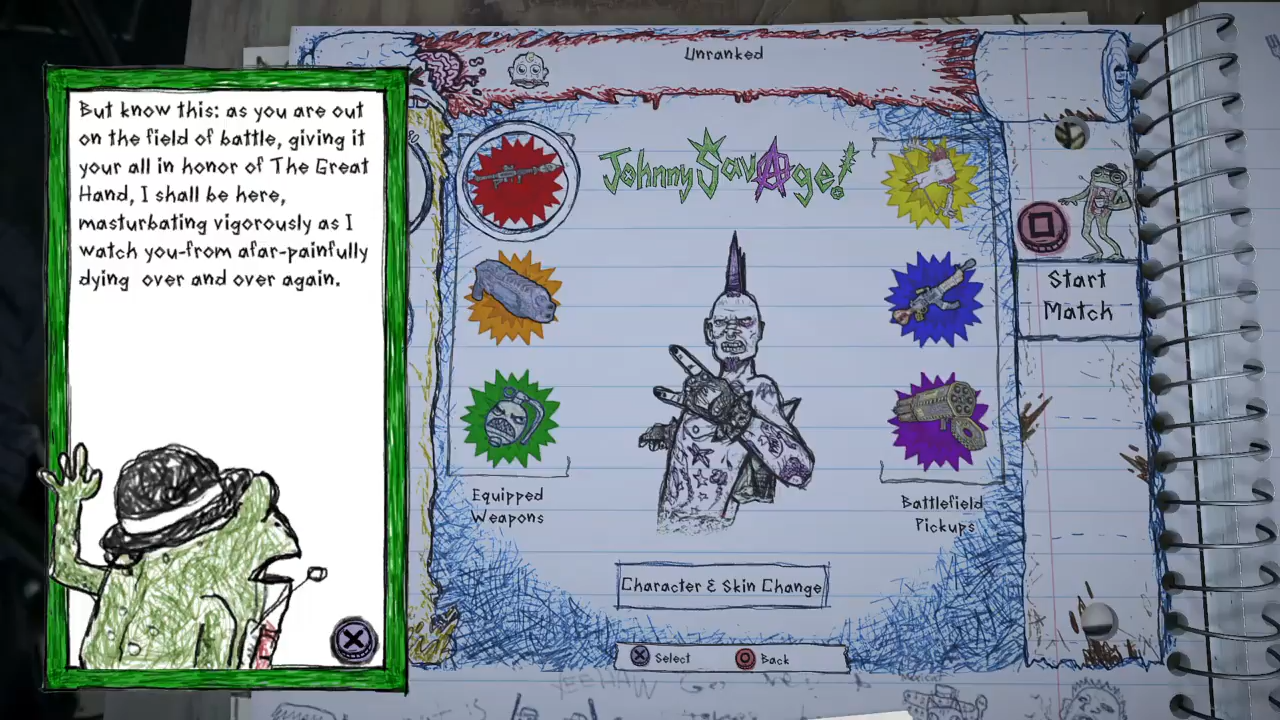 But know this: as you are out
on the field of battle, giving it
your all in honor of The Great
Hand, I shall be here,
masturbating vigorously as I
watch you-from afar-painfully
dying over and over again.
Unranked
Johnny Savage!
Start
Match
Equipped
Weapons
Battlefield
Pickups
Character & Skin Change
Select
Back
YEEHAW